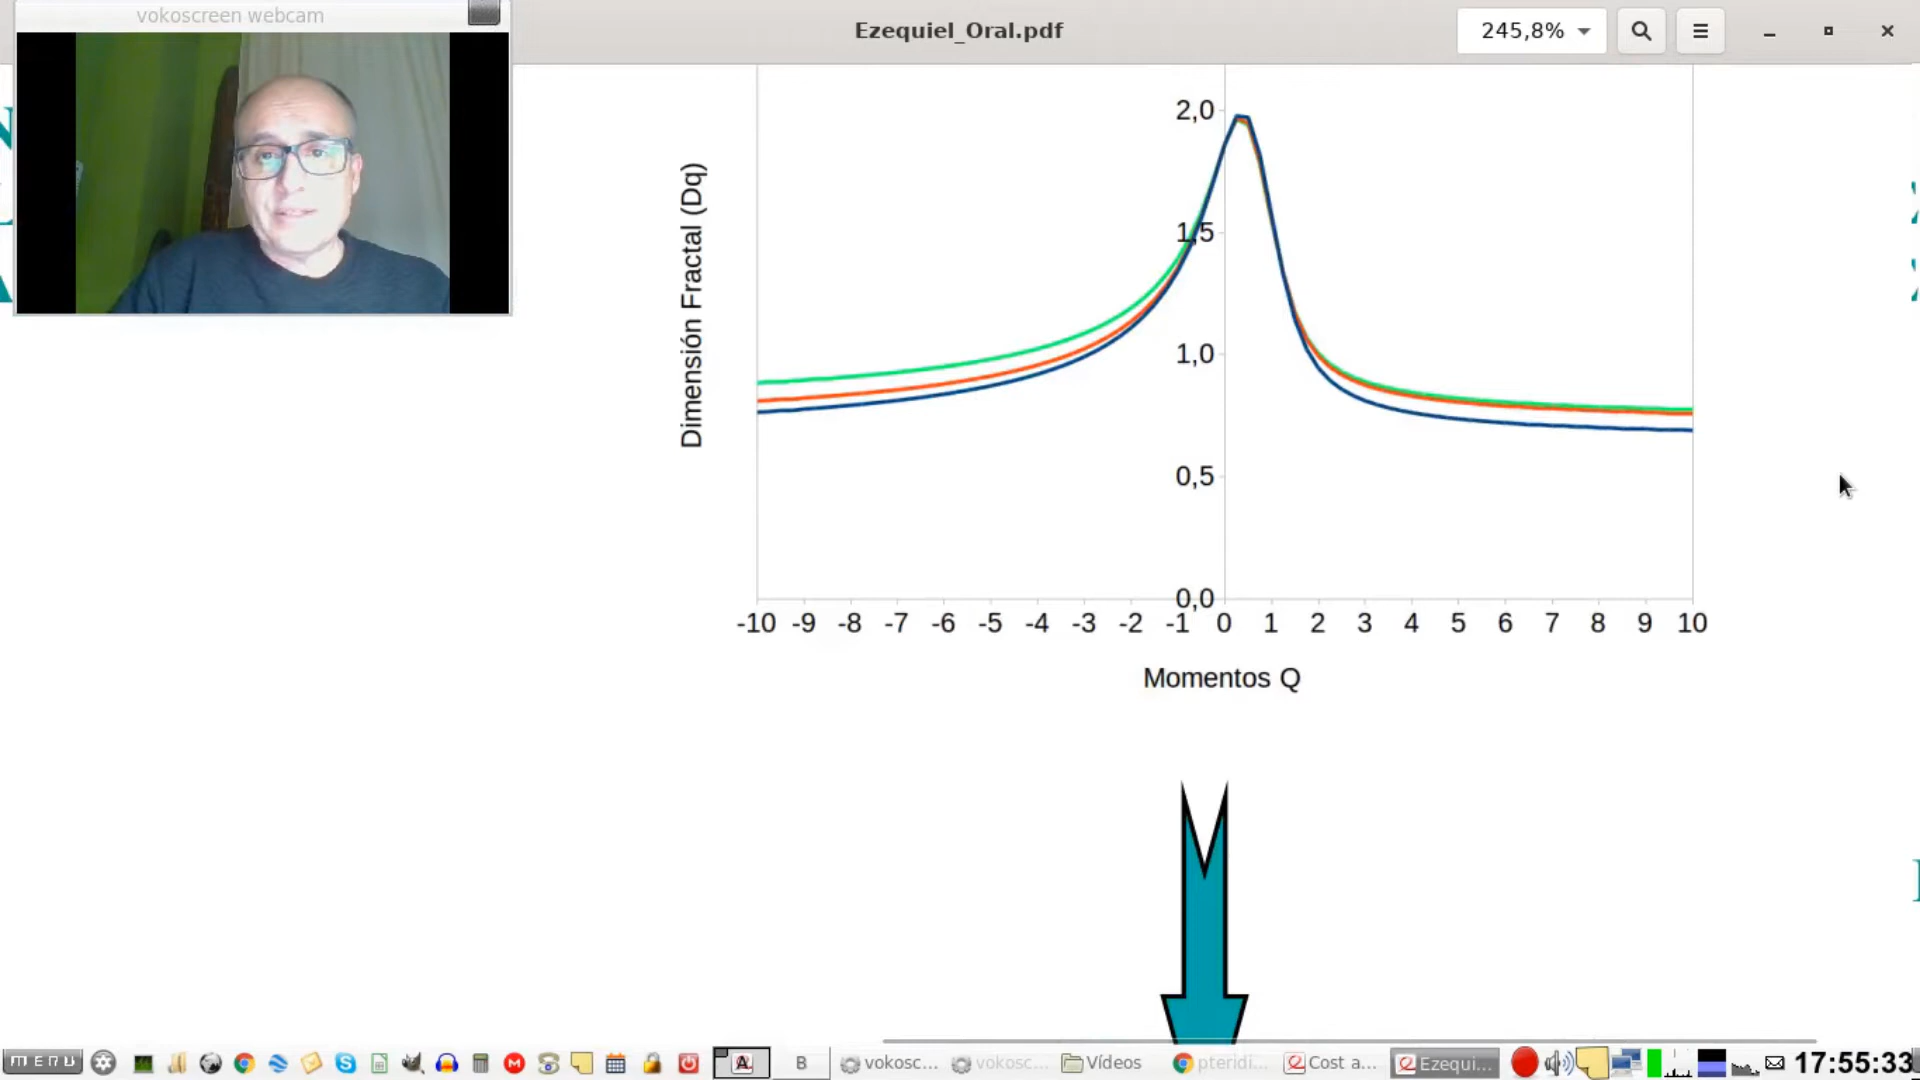 vokoscreen webcam
Ezequiel_Oral.pdf
245,8%
2,0
1,5
1,0
0,5
0,0
Dimensión Fractal (Dq)
-10 -9 -8 -7 -6 -5 -4 -3 -2 -1 0 1 2 3 4 5 6 7 8 9 10
Momentos Q
MENU
A
B
vokosc...
vokosc...
Vídeos
pteridi...
Cost a...
Ezequi...
17:55:33